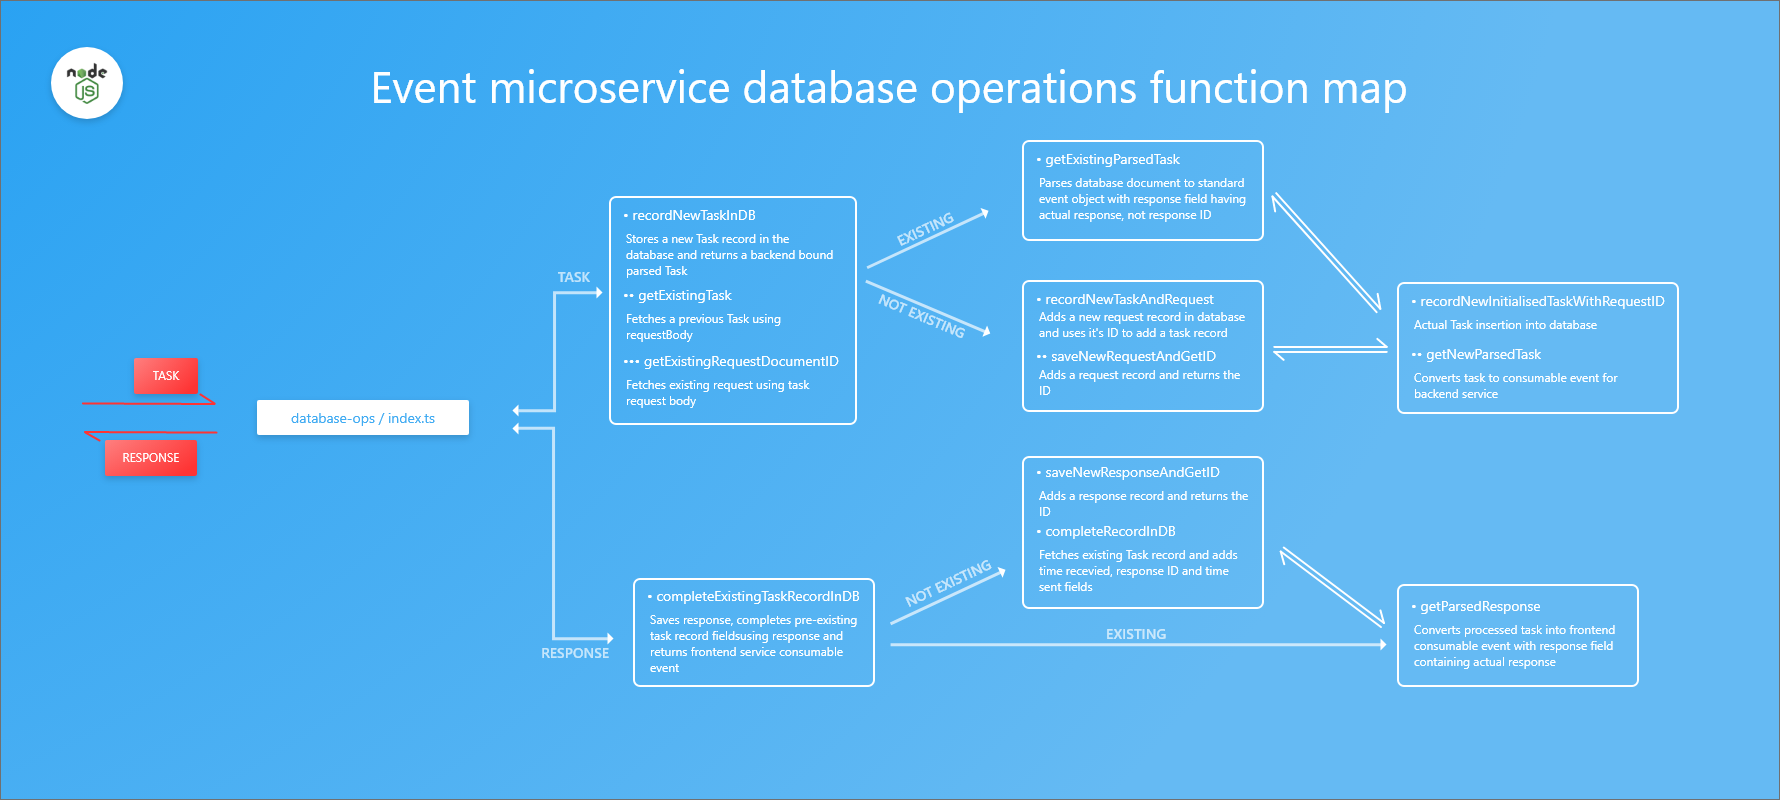 node
JS
Event microservice database operations function map
TASK
RESPONSE
database-ops / index.ts
TASK
RESPONSE
• recordNewTaskInDB
Stores a new Task record in the
database and returns a backend bound
parsed Task
•• getExistingTask
Fetches a previous Task using
requestBody
••• getExistingRequestDocumentID
Fetches existing request using task
request body
EXISTING
NOT EXISTING
• getExistingParsedTask
Parses database document to standard
event object with response field having
actual response, not response ID
• recordNewTaskAndRequest
Adds a new request record in database
and uses it's ID to add a task record
•• saveNewRequestAndGetID
Adds a request record and returns the
ID
• recordNewInitialisedTaskWithRequestID
Actual Task insertion into database
•• getNewParsedTask
Converts task to consumable event for
backend service
• completeExistingTaskRecordInDB
Saves response, completes pre-existing
task record fieldsusing response and
returns frontend service consumable
event
NOT EXISTING
EXISTING
• saveNewResponseAndGetID
Adds a response record and returns the
ID
• completeRecordInDB
Fetches existing Task record and adds
time recevied, response ID and time
sent fields
• getParsedResponse
Converts processed task into frontend
consumable event with response field
containing actual response